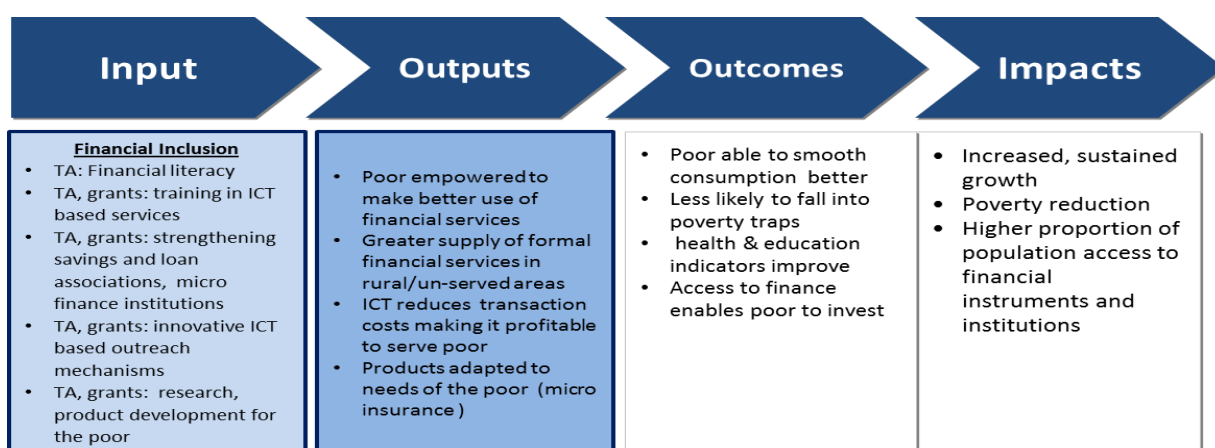 Input
Outputs
Outcomes
Impacts
Financial Inclusion
• TA: Financial literacy
• TA, grants: training in ICT
based services
• TA, grants: strengthening
savings and loan
associations, micro
finance institutions
• TA, grants: innovative ICT
based outreach
mechanisms
• TA, grants: research,
product development for
the poor
• Poor empowered to
make better use of
financial services
• Greater supply of formal
financial services in
rural/un-served areas
• ICT reduces transaction
costs making it profitable
to serve poor
• Products adapted to
needs of the poor (micro
insurance )
• Poor able to smooth
consumption better
• Less likely to fall into
poverty traps
• health & education
indicators improve
• Access to finance
enables poor to invest
• Increased, sustained
growth
• Poverty reduction
• Higher proportion of
population access to
financial
instruments and
institutions